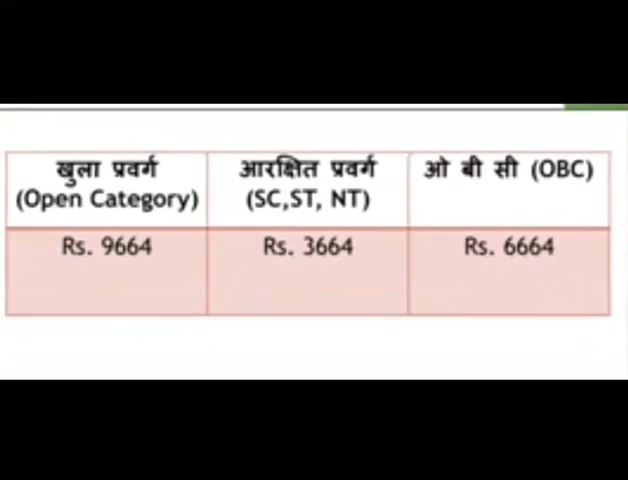 खुला प्रवर्ग
(Open Category)
आरक्षित प्रवर्ग
(SC,ST, NT)
ओ बी सी (OBC)
Rs. 9664
Rs. 3664
Rs. 6664